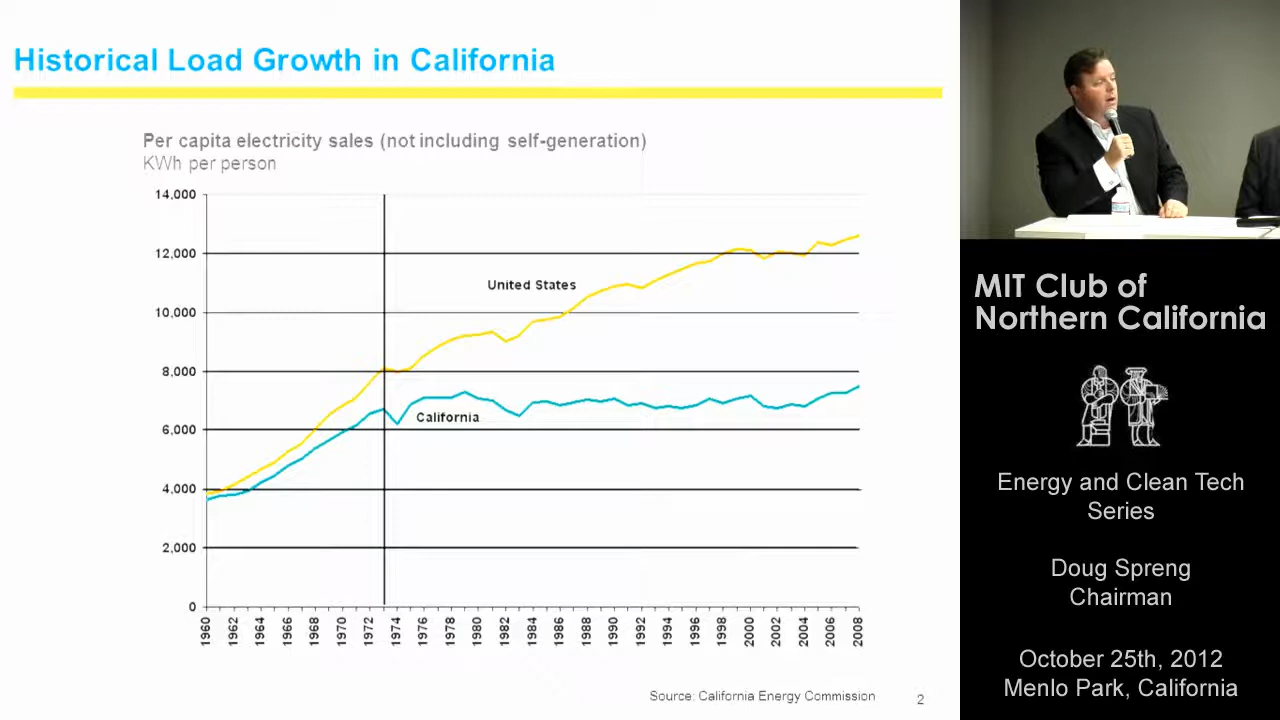 Historical Load Growth in California
Per capita electricity sales (not including self-generation)
KWh per person
14,000
12,000
10,000
8,000
6,000
4,000
2,000
0
United States
California
1960
1962
1964
1966
1968
1970
1972
1974
1976
1978
1980
1982
1984
1986
1988
1990
1992
1994
1996
1998
2000
2002
2004
2006
2008
Source: California Energy Commission
2
MIT Club of
Northern California
Energy and Clean Tech
Series
Doug Spreng
Chairman
October 25th, 2012
Menlo Park, California